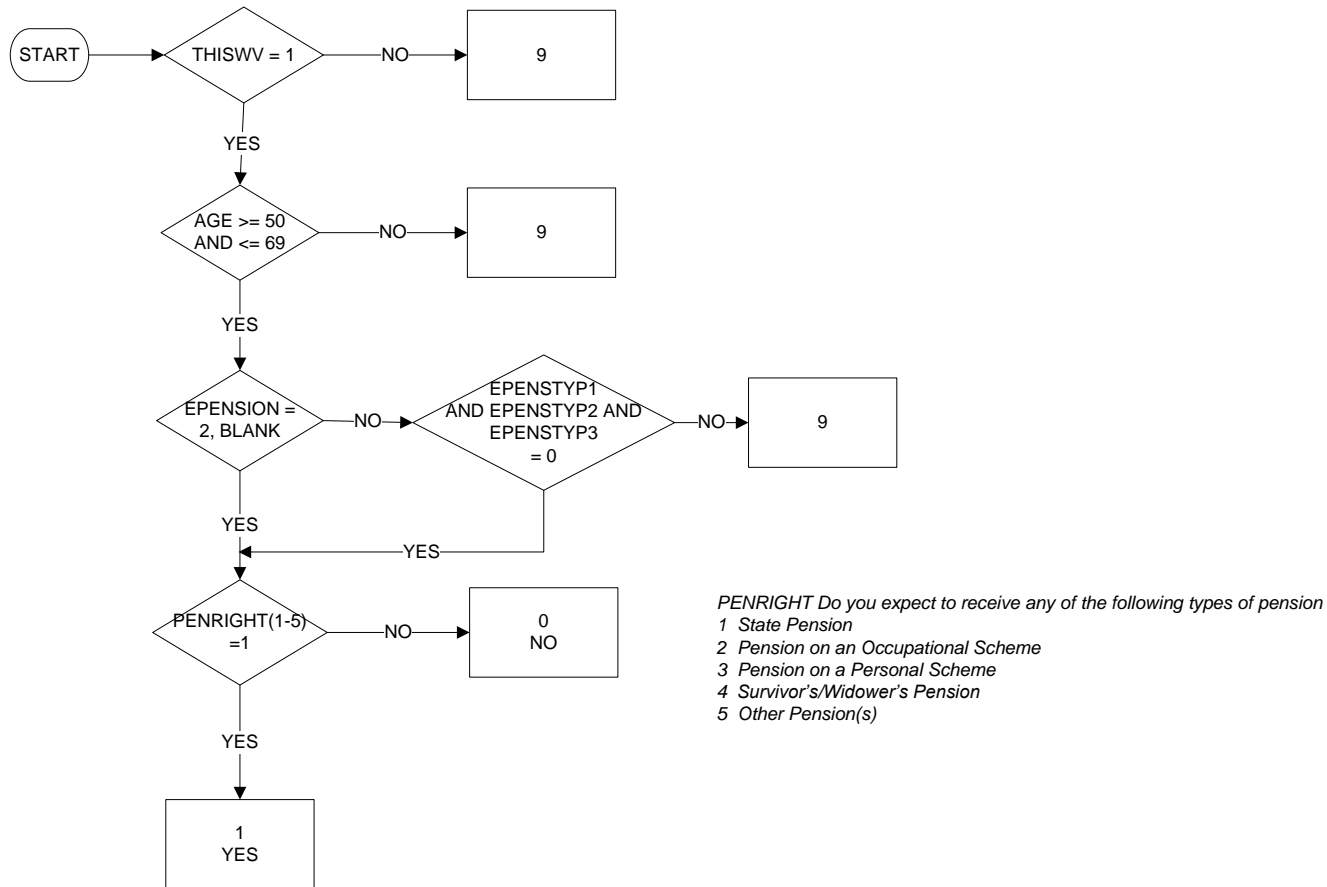 START
THISWV = 1
NO
9
YES
AGE >= 50
AND <= 69
NO
9
YES
EPENSION =
2, BLANK
NO
EPENSTYP1
AND EPENSTYP2 AND
EPENSTYP3
= 0
NO
9
YES
YES
PENRIGHT(1-5)
=1
NO
0
NO
YES
1
YES
PENRIGHT Do you expect to receive any of the following types of pension
1 State Pension
2 Pension on an Occupational Scheme
3 Pension on a Personal Scheme
4 Survivor's/Widower's Pension
5 Other Pension(s)